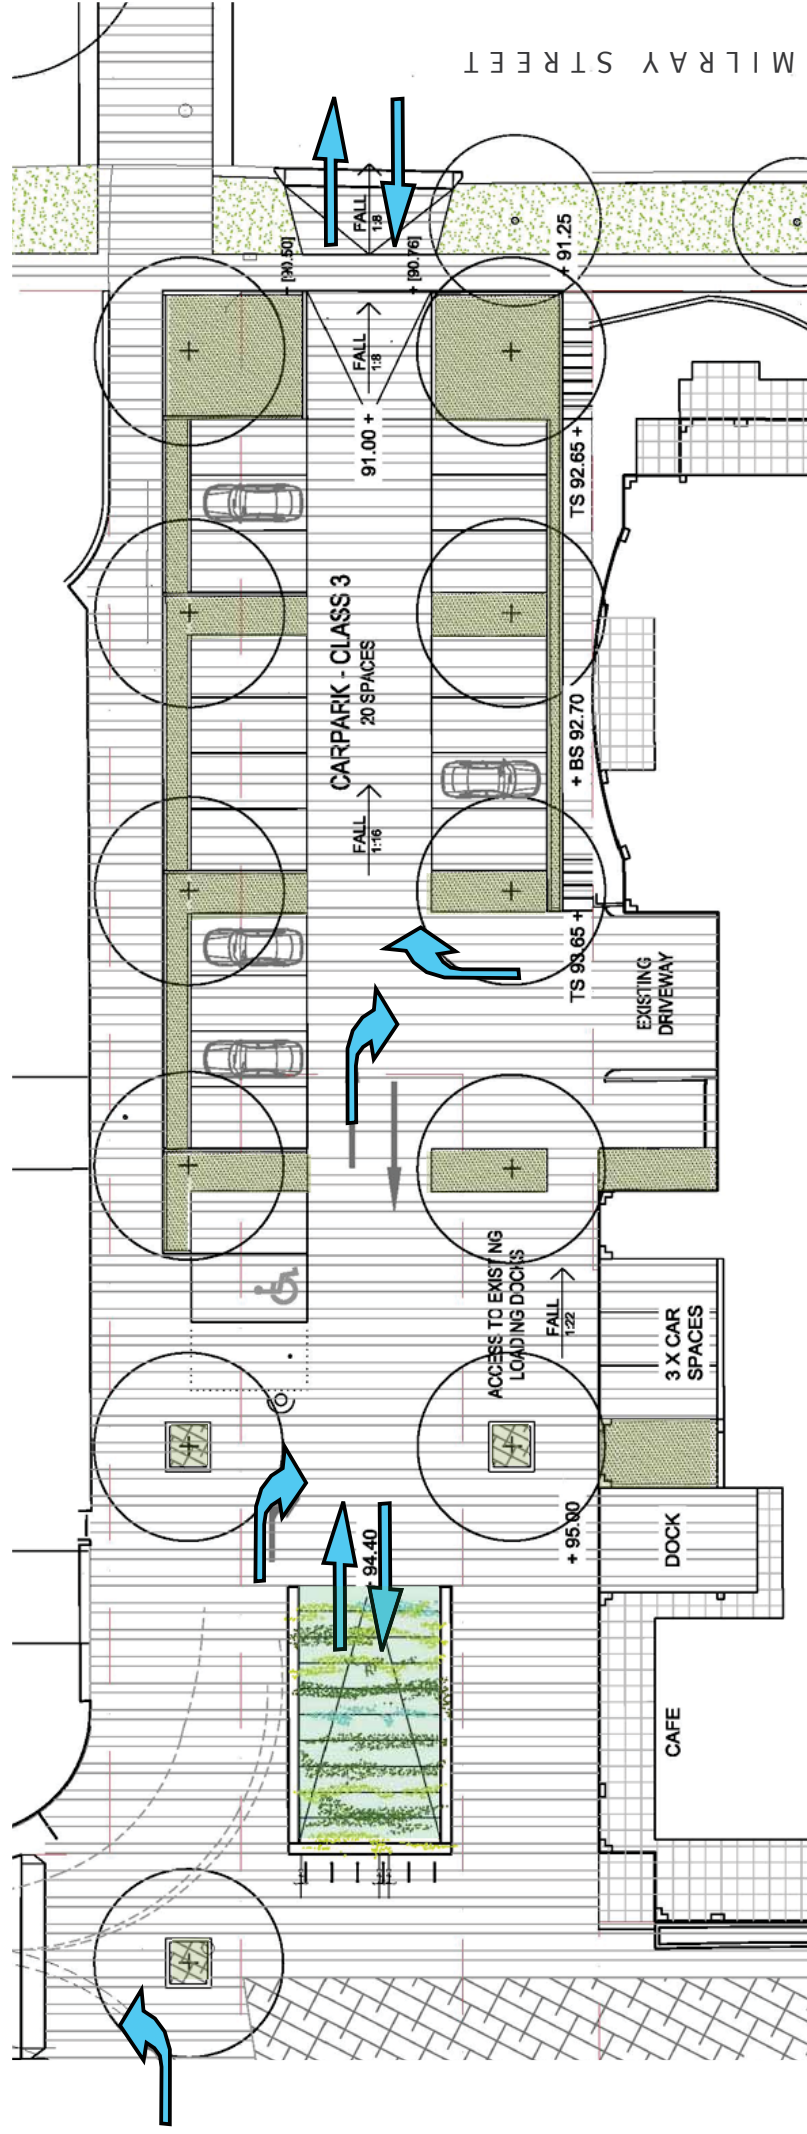 MILRAY STREET
FALL
1:8
+ [90.50]
+ [90.76]
+ 91.25
FALL
1:8
91.00 +
TS 92.65 +
CARPARK - CLASS 3
20 SPACES
+ BS 92.70
FALL
1:16
TS 93.65 +
EXISTING
DRIVEWAY
ACCESS TO EXISTING
LOADING DOCKS
FALL
1:22
3 X CAR
SPACES
+ 94.40
+ 95.00
DOCK
CAFE